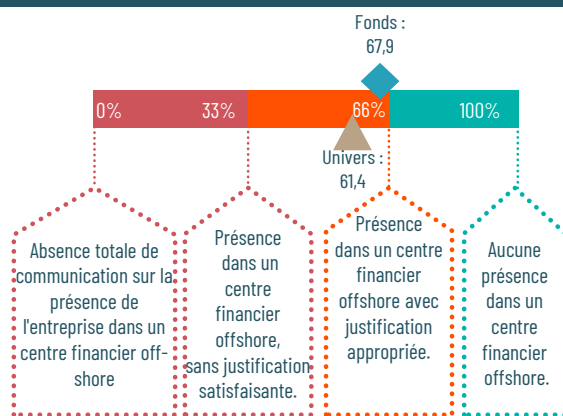 Fonds :
67,9
0%
33%
66%
100%
Univers :
61,4
Absence totale de
communication sur la
présence de
l'entreprise dans un
centre financier off-
shore
Présence
dans un
centre
financier
offshore,
sans justification
satisfaisante.
Présence
dans un centre
financier
offshore avec
justification
appropriée.
Aucune
présence
dans un
centre
financier
offshore.